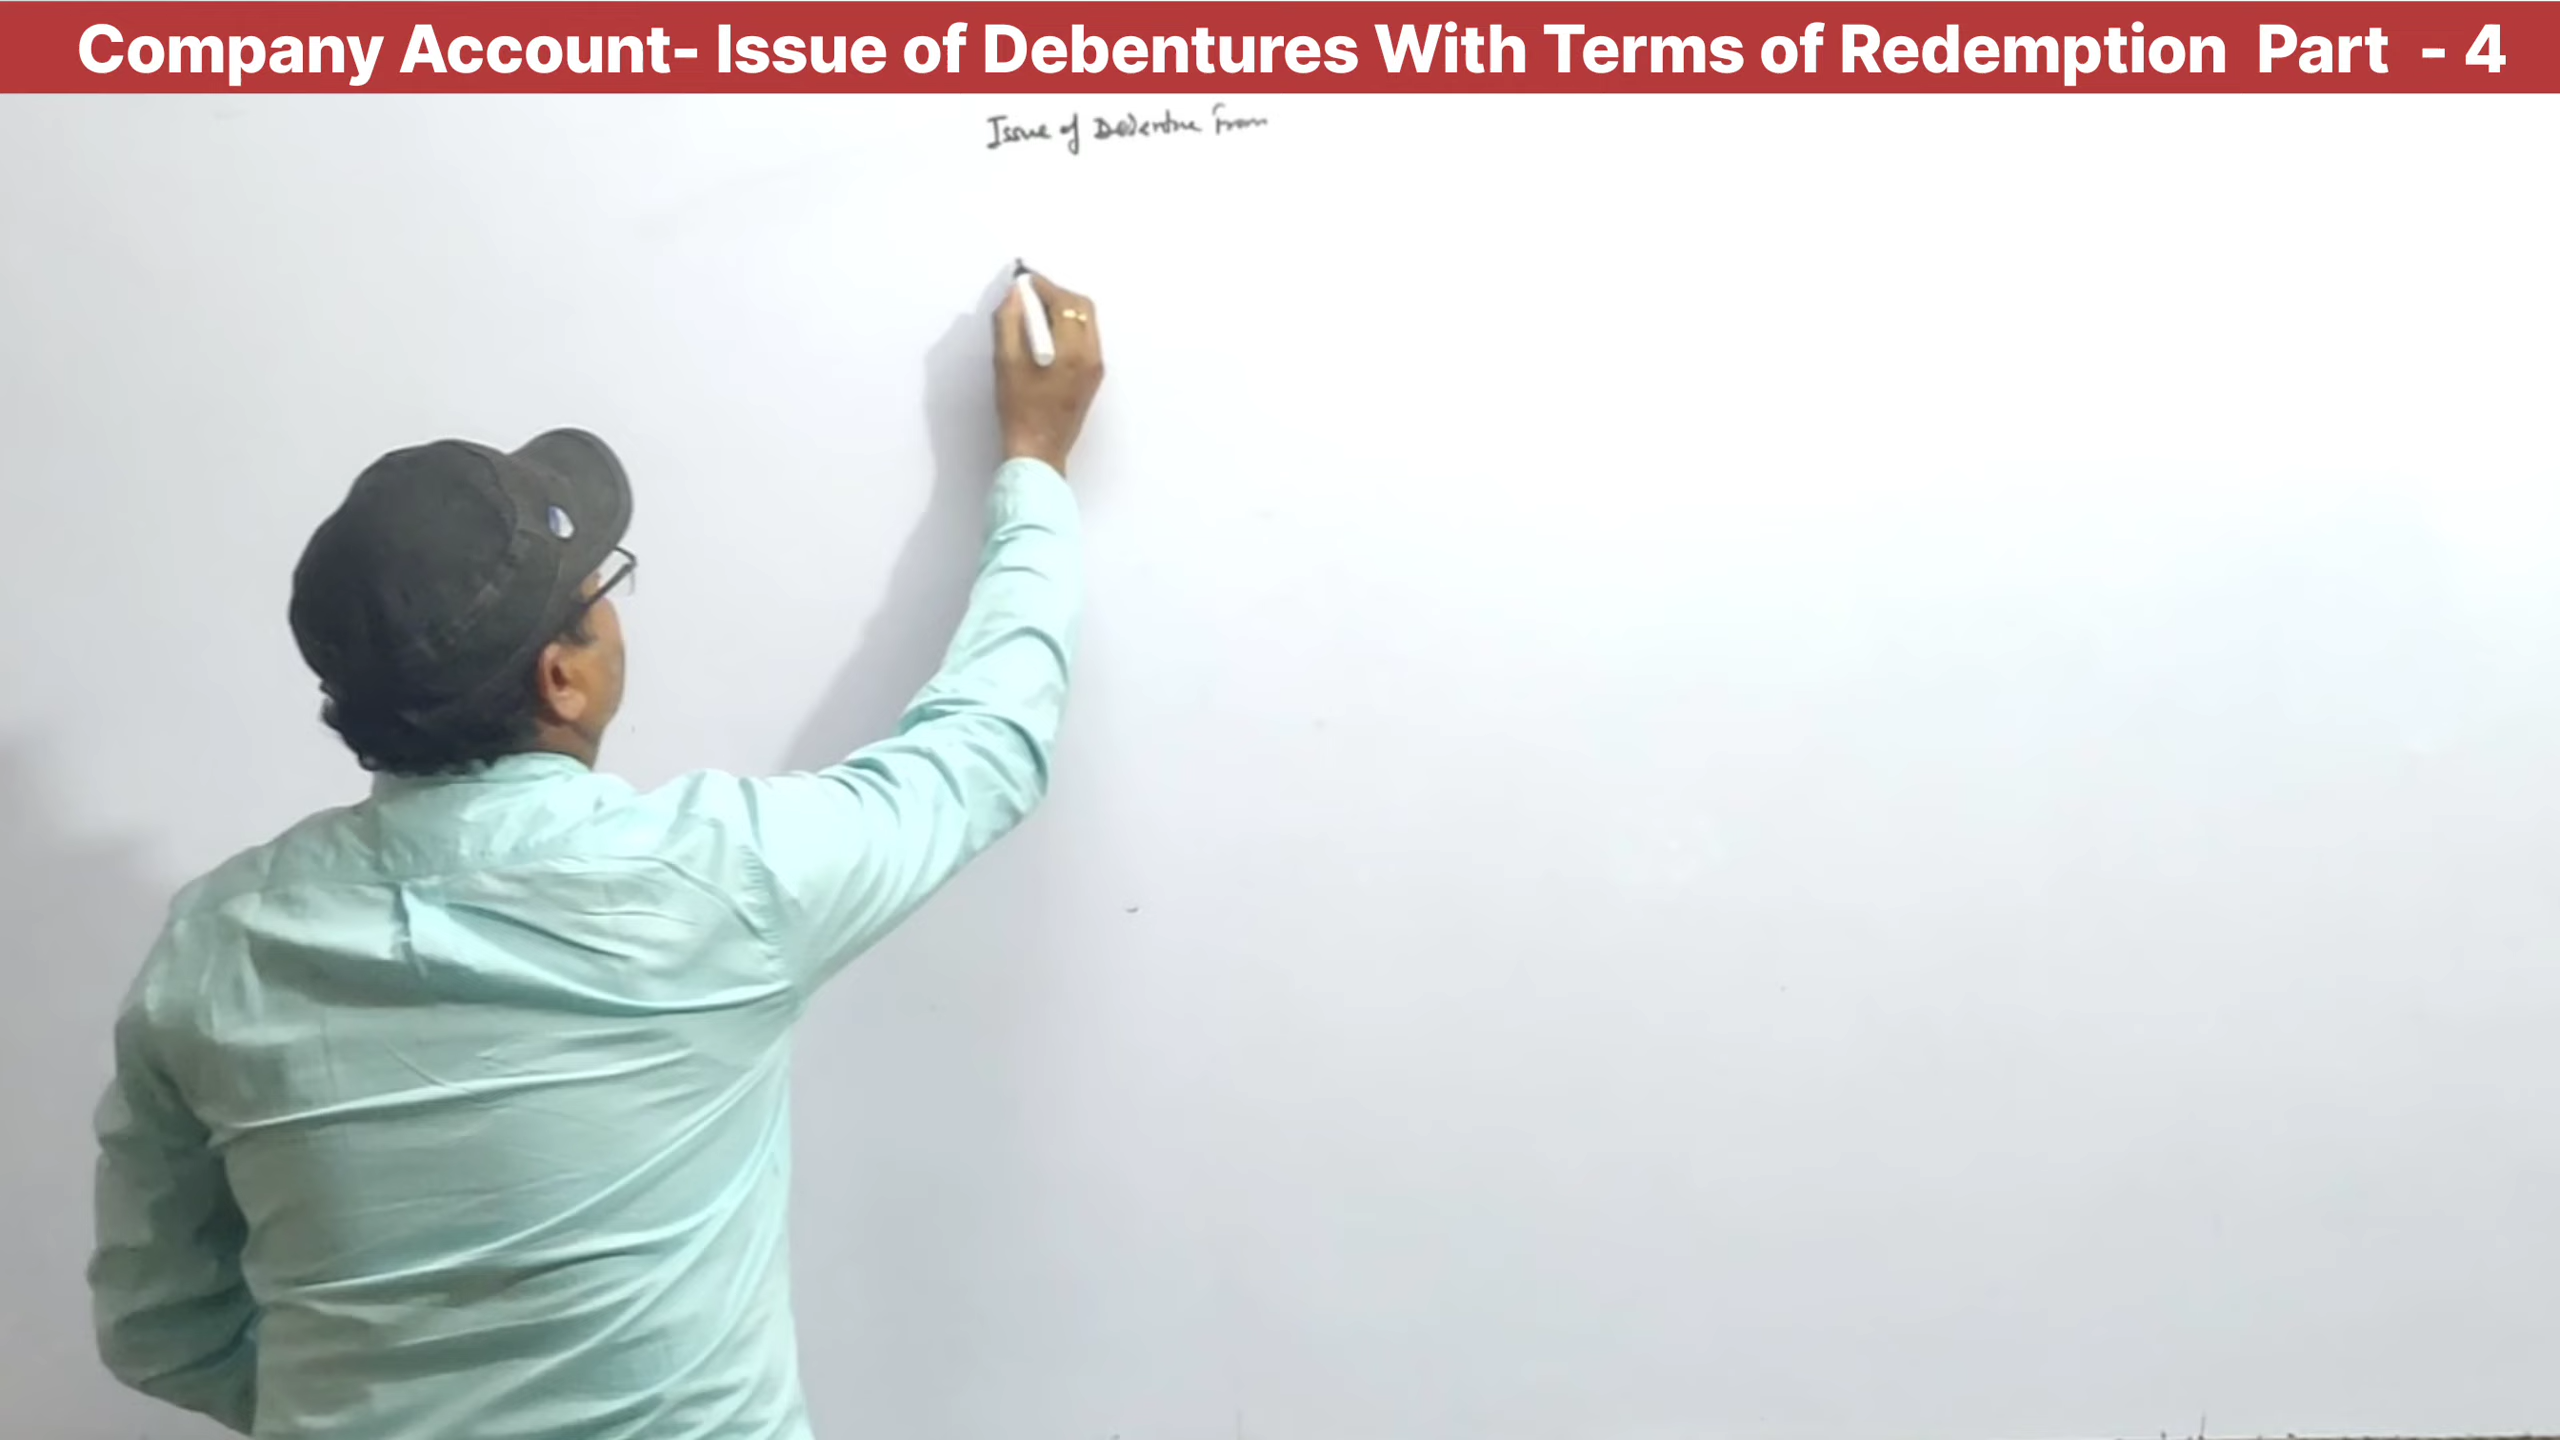 Company Account- Issue of Debentures With Terms of Redemption Part - 4
Issue of Debenture From